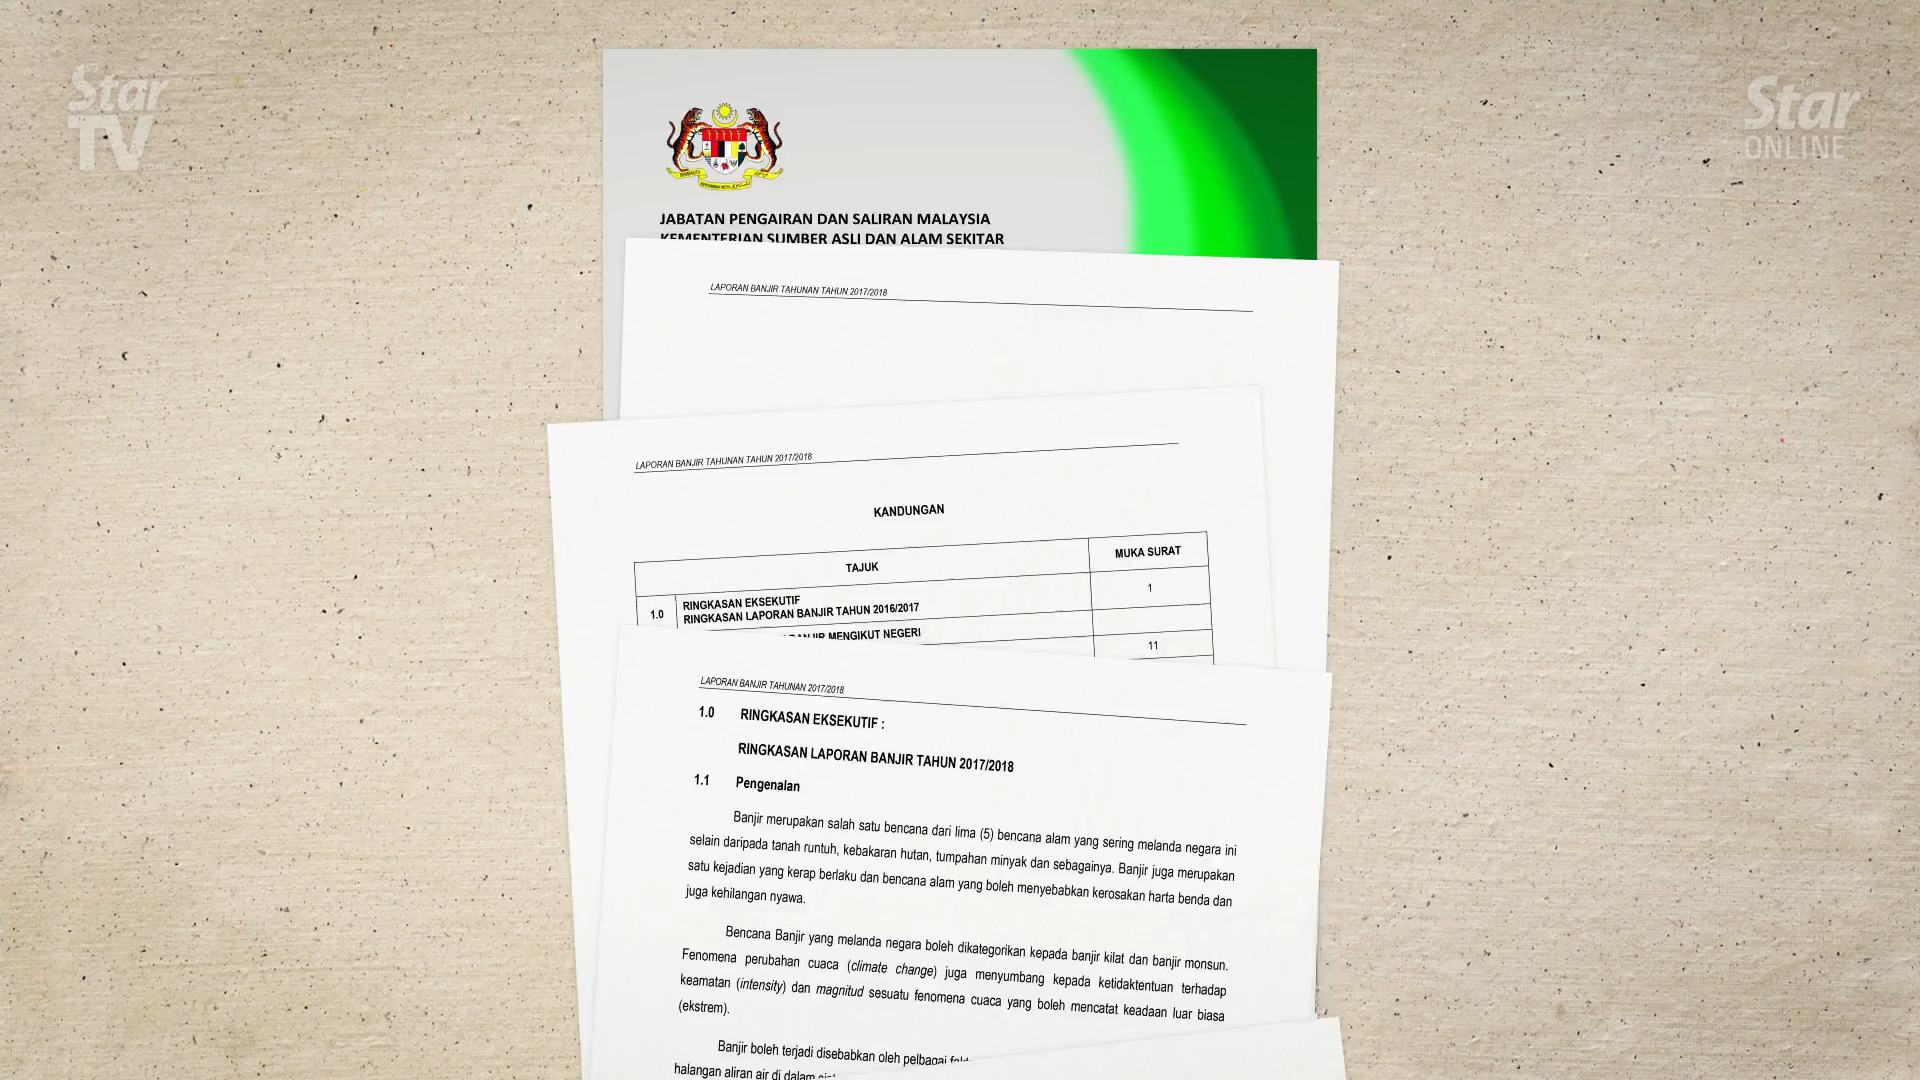 Star
TV
Star
ONLINE
JABATAN PENGAIRAN DAN SALIRAN MALAYSIA
KEMENTERIAN SUMBER ASLI DAN ALAM SEKITAR
LAPORAN BANJIR TAHUNAN TAHUN 2017/2018
LAPORAN BANJIR TAHUNAN TAHUN 2017/2018
KANDUNGAN
TAJUK MUKA SURAT
1.0 RINGKASAN EKSEKUTIF 1
RINGKASAN LAPORAN BANJIR TAHUN 2016/2017
BANJIR MENGIKUT NEGERI
11
LAPORAN BANJIR TAHUNAN 2017/2018
1.0 RINGKASAN EKSEKUTIF :
RINGKASAN LAPORAN BANJIR TAHUN 2017/2018
1.1 Pengenalan
Banjir merupakan salah satu bencana dari lima (5) bencana alam yang sering melanda negara ini
selain daripada tanah runtuh, kebakaran hutan, tumpahan minyak dan sebagainya. Banjir juga merupakan
satu kejadian yang kerap berlaku dan bencana alam yang boleh menyebabkan kerosakan harta benda dan
juga kehilangan nyawa.
Bencana Banjir yang melanda negara boleh dikategorikan kepada banjir kilat dan banjir monsun.
Fenomena perubahan cuaca (climate change) juga menyumbang kepada ketidaktentuan terhadap
keamatan (intensity) dan magnitud sesuatu fenomena cuaca yang boleh mencatat keadaan luar biasa
(ekstrem).
Banjir boleh terjadi disebabkan oleh pelbagai
halangan aliran air di dalam